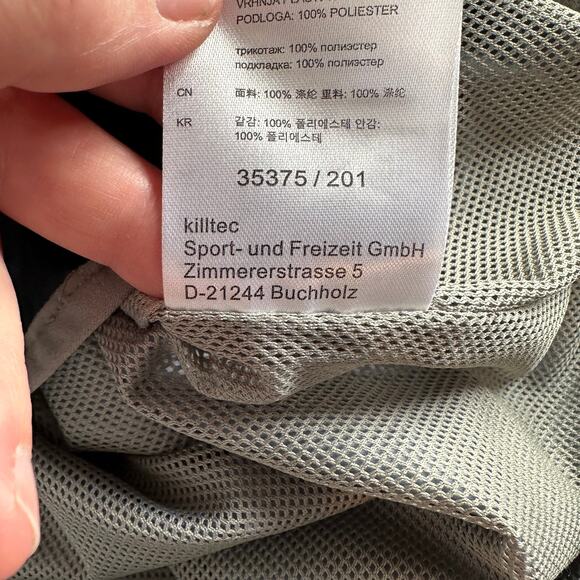 PODLOGA: 100% POLIESTER
трикотаж: 100% полиэстер
подкладка: 100% полиэстер
CN 面料: 100% 涤纶 里料: 100% 涤纶
KR 겉감: 100% 폴리에스테 안감:
100% 폴리에스테
35375 / 201
killtec
Sport- und Freizeit GmbH
Zimmererstrasse 5
D-21244 Buchholz